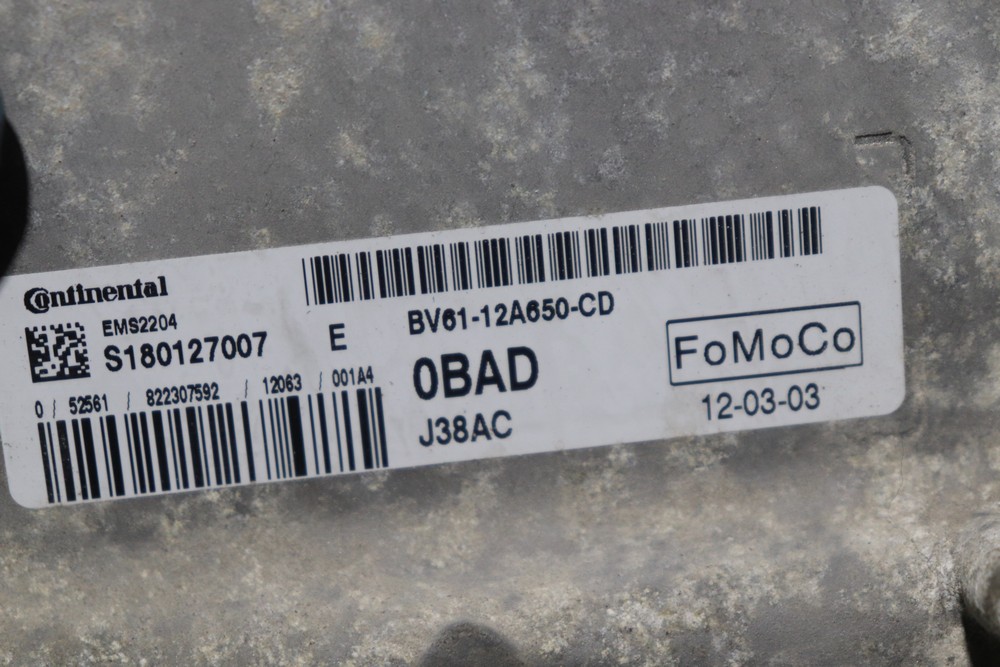 Continental
EMS2204
S180127007
E
0 / 52561 / 822307592 / 12063 / 001A4
BV61-12A650-CD
0BAD
J38AC
FoMoCo
12-03-03